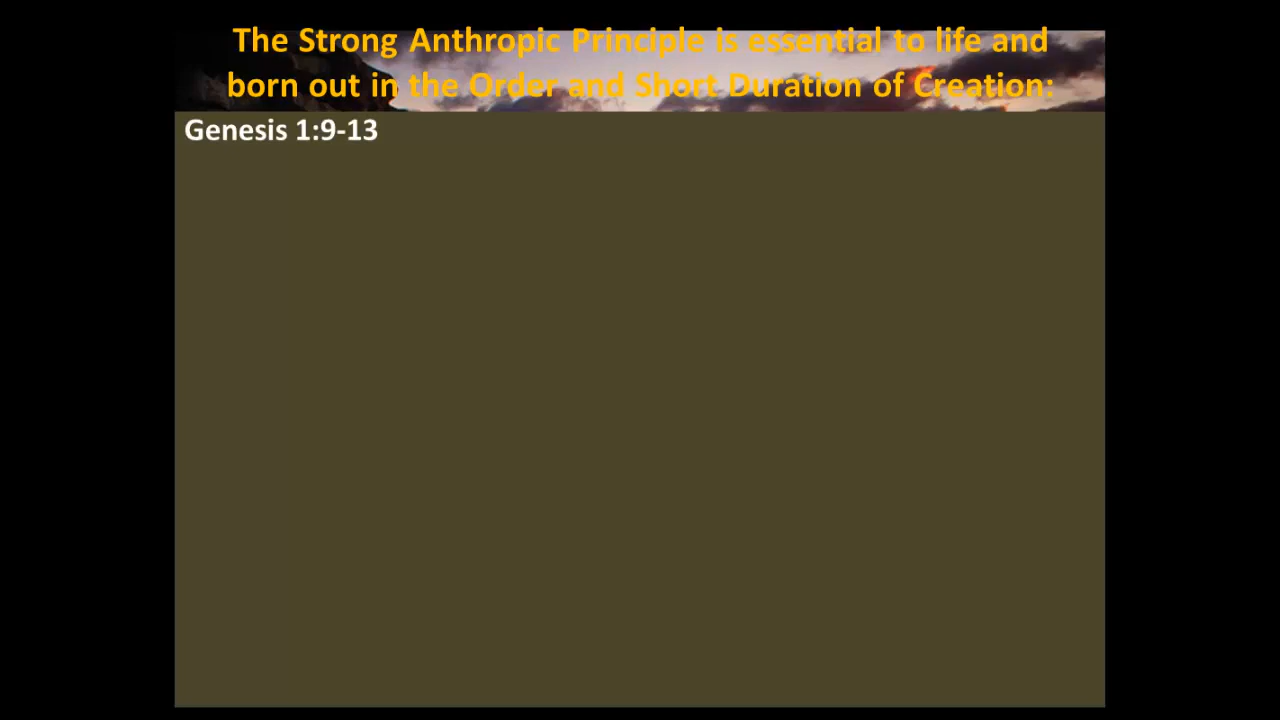 The Strong Anthropic Principle is essential to life and
born out in the Order and Short Duration of Creation:
Genesis 1:9-13